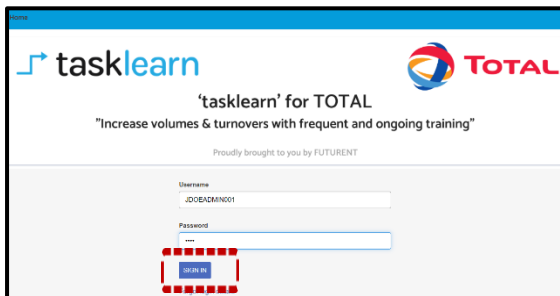 Home
tasklearn
TOTAL
‘tasklearn’ for TOTAL
"Increase volumes & turnovers with frequent and ongoing training"
Proudly brought to you by FUTURENT
Username
JDOEADMIN001
Password
••••
SIGN IN